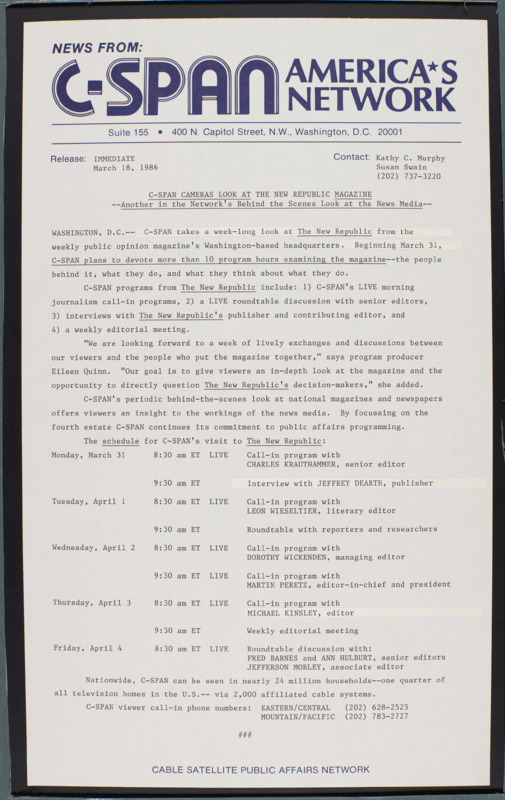 NEWS FROM:
C-SPAN AMERICA★S
NETWORK
Suite 155 • 400 N. Capitol Street, N.W., Washington, D.C. 20001
Release: IMMEDIATE
March 18, 1986
Contact: Kathy C. Murphy
Susan Swain
(202) 737-3220
C-SPAN CAMERAS LOOK AT THE NEW REPUBLIC MAGAZINE
--Another in the Network's Behind the Scenes Look at the News Media--
WASHINGTON, D.C.-- C-SPAN takes a week-long look at The New Republic from the
weekly public opinion magazine's Washington-based headquarters. Beginning March 31,
C-SPAN plans to devote more than 10 program hours examining the magazine--the people
behind it, what they do, and what they think about what they do.
C-SPAN programs from The New Republic include: 1) C-SPAN's LIVE morning
journalism call-in programs, 2) a LIVE roundtable discussion with senior editors,
3) interviews with The New Republic's publisher and contributing editor, and
4) a weekly editorial meeting.
"We are looking forward to a week of lively exchanges and discussions between
our viewers and the people who put the magazine together," says program producer
Eileen Quinn. "Our goal is to give viewers an in-depth look at the magazine and the
opportunity to directly question The New Republic's decision-makers," she added.
C-SPAN's periodic behind-the-scenes look at national magazines and newspapers
offers viewers an insight to the workings of the news media. By focussing on the
fourth estate C-SPAN continues its commitment to public affairs programming.
The schedule for C-SPAN's visit to The New Republic:
Monday, March 31 8:30 am ET LIVE Call-in program with
CHARLES KRAUTHAMMER, senior editor
9:30 am ET Interview with JEFFREY DEARTH, publisher
Tuesday, April 1 8:30 am ET LIVE Call-in program with
LEON WIESELTIER, literary editor
9:30 am ET Roundtable with reporters and researchers
Wednesday, April 2 8:30 am ET LIVE Call-in program with
DOROTHY WICKENDEN, managing editor
9:30 am ET LIVE Call-in program with
MARTIN PERETZ, editor-in-chief and president
Thursday, April 3 8:30 am ET LIVE Call-in program with
MICHAEL KINSLEY, editor
9:30 am ET Weekly editorial meeting
Friday, April 4 8:30 am ET LIVE Roundtable discussion with:
FRED BARNES and ANN HULBURT, senior editors
JEFFERSON MORLEY, associate editor
Nationwide, C-SPAN can be seen in nearly 24 million households--one quarter of
all television homes in the U.S.-- via 2,000 affiliated cable systems.
C-SPAN viewer call-in phone numbers: EASTERN/CENTRAL (202) 628-2525
MOUNTAIN/PACIFIC (202) 783-2727
###
CABLE SATELLITE PUBLIC AFFAIRS NETWORK